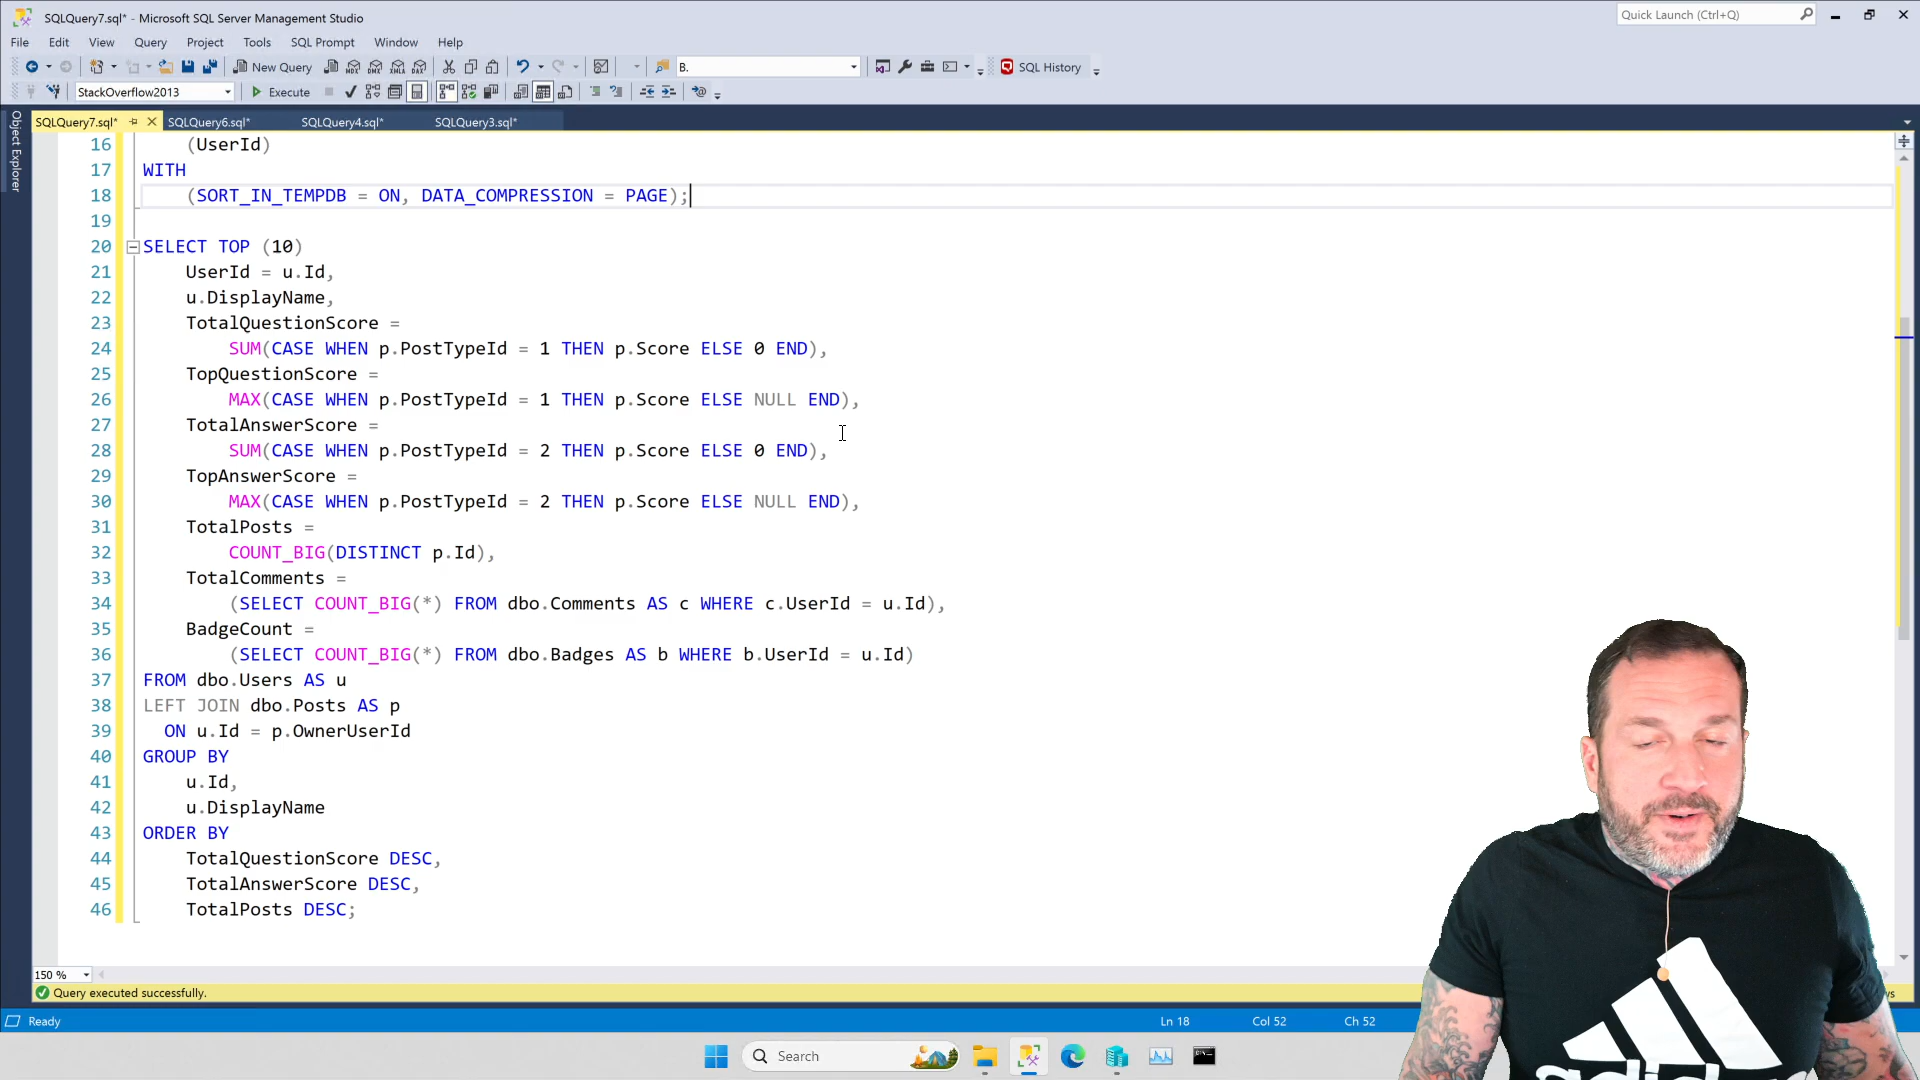 SQLQuery7.sql* - Microsoft SQL Server Management Studio
Quick Launch (Ctrl+Q)
File Edit View Query Project Tools SQL Prompt Window Help
New Query
B.
SQL History
StackOverflow2013
Execute
SQLQuery7.sql* SQLQuery6.sql* SQLQuery4.sql* SQLQuery3.sql*
Object Explorer
16 (UserId)
17 WITH
18 (SORT_IN_TEMPDB = ON, DATA_COMPRESSION = PAGE);
19
20 SELECT TOP (10)
21 UserId = u.Id,
22 u.DisplayName,
23 TotalQuestionScore =
24 SUM(CASE WHEN p.PostTypeId = 1 THEN p.Score ELSE 0 END),
25 TopQuestionScore =
26 MAX(CASE WHEN p.PostTypeId = 1 THEN p.Score ELSE NULL END),
27 TotalAnswerScore =
28 SUM(CASE WHEN p.PostTypeId = 2 THEN p.Score ELSE 0 END),
29 TopAnswerScore =
30 MAX(CASE WHEN p.PostTypeId = 2 THEN p.Score ELSE NULL END),
31 TotalPosts =
32 COUNT_BIG(DISTINCT p.Id),
33 TotalComments =
34 (SELECT COUNT_BIG(*) FROM dbo.Comments AS c WHERE c.UserId = u.Id),
35 BadgeCount =
36 (SELECT COUNT_BIG(*) FROM dbo.Badges AS b WHERE b.UserId = u.Id)
37 FROM dbo.Users AS u
38 LEFT JOIN dbo.Posts AS p
39 ON u.Id = p.OwnerUserId
40 GROUP BY
41 u.Id,
42 u.DisplayName
43 ORDER BY
44 TotalQuestionScore DESC,
45 TotalAnswerScore DESC,
46 TotalPosts DESC;
150 %
Query executed successfully.
Ready
Ln 18 Col 52 Ch 52
Search
adidas